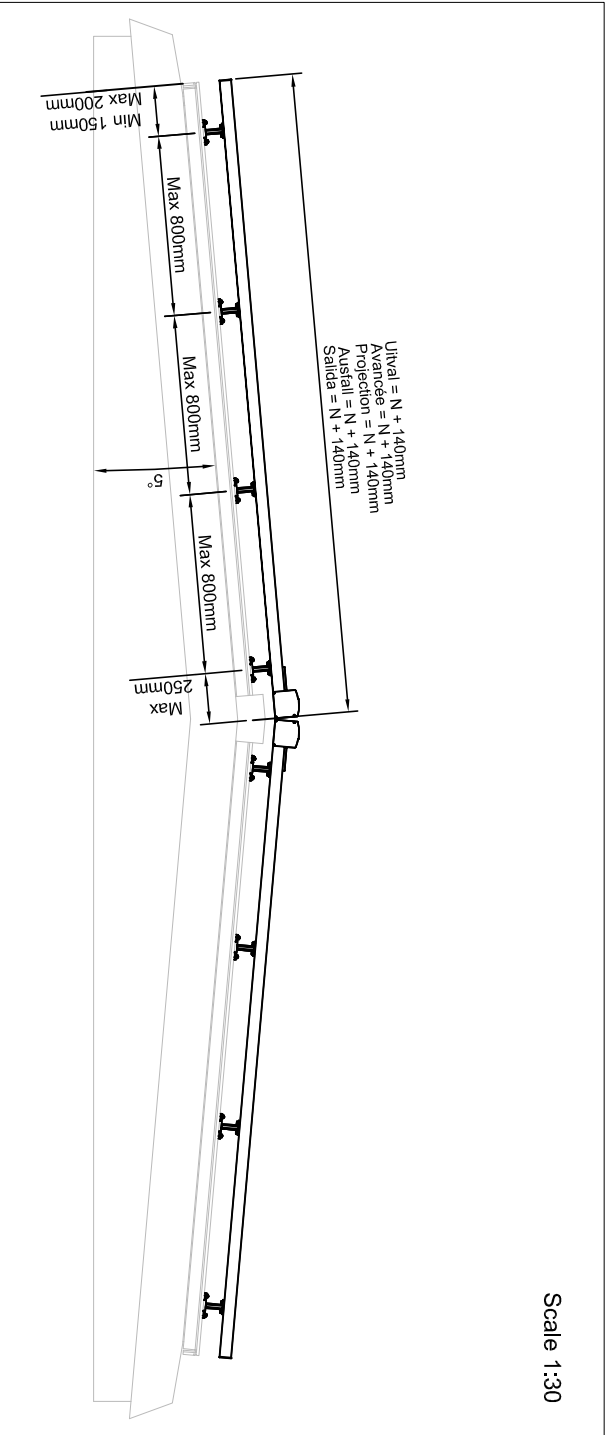 Scale 1:30
Uitval = N + 140mm
Avancée = N + 140mm
Projection = N + 140mm
Ausfall = N + 140mm
Salida = N + 140mm
Min 150mm
Max 200mm
Max 800mm
Max 800mm
Max 800mm
Max
250mm
5°